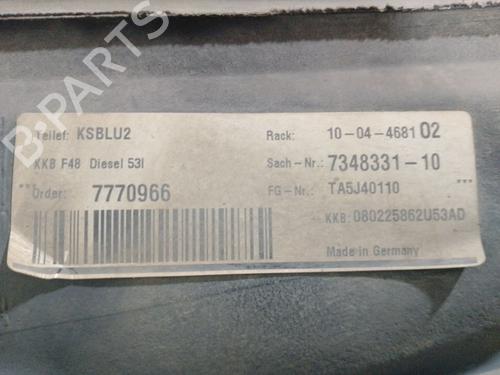 Teilef: KSBLU2
Rack: 10-04-4681 02
KKB F48 Diesel 53l
Sach-Nr.: 7348331-10
Order: 7770966
FG-Nr.: TA5J40110
KKB: 080225862U53AD
Made in Germany